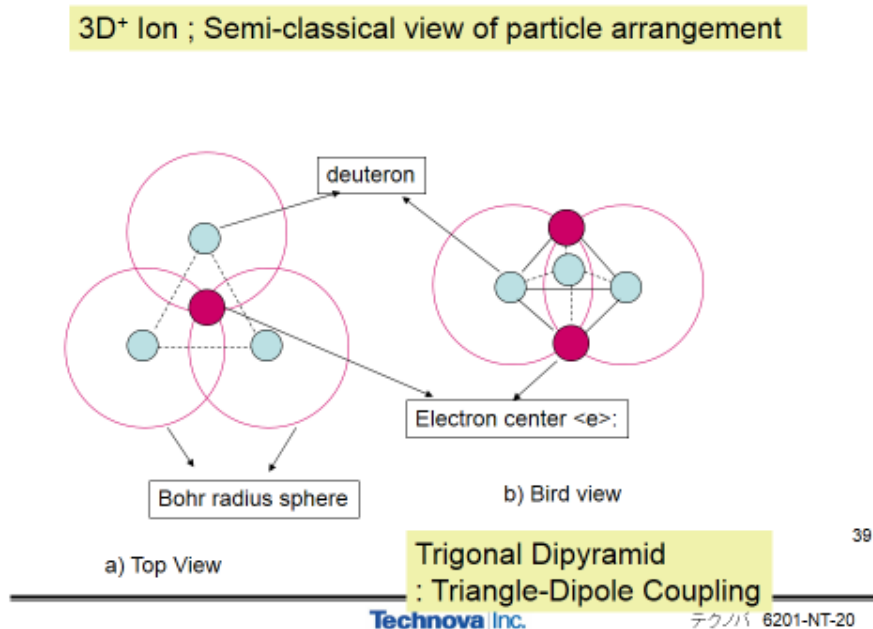 3D⁺ Ion ; Semi-classical view of particle arrangement
deuteron
Electron center <e>:
Bohr radius sphere
b) Bird view
a) Top View
39
Trigonal Dipyramid
: Triangle-Dipole Coupling
Technova Inc.
テクノバ 6201-NT-20